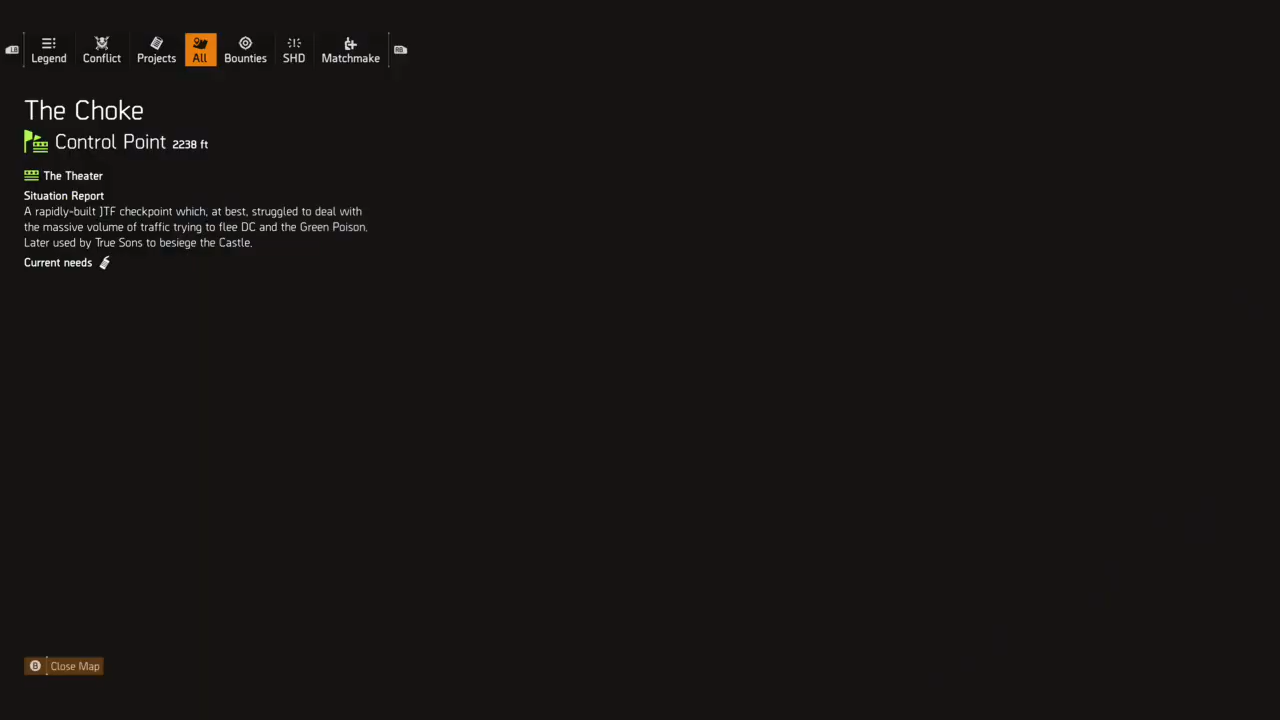 LB Legend Conflict Projects All Bounties SHD Matchmake RB
The Choke
Control Point 2238 ft
The Theater
Situation Report
A rapidly-built JTF checkpoint which, at best, struggled to deal with
the massive volume of traffic trying to flee DC and the Green Poison.
Later used by True Sons to besiege the Castle.
Current needs
B Close Map